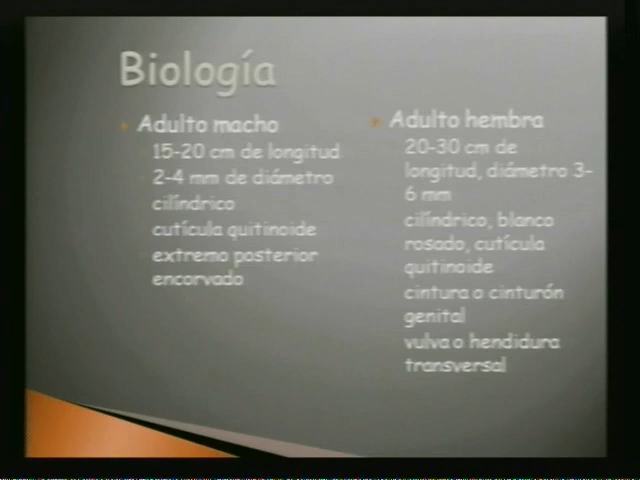 Biología
Adulto macho
15-20 cm de longitud
2-4 mm de diámetro
cilíndrico
cutícula quitinoide
extremo posterior
encorvado
Adulto hembra
20-30 cm de
longitud, diámetro 3-
6 mm
cilíndrico, blanco
rosado, cutícula
quitinoide
cintura o cinturón
genital
vulva o hendidura
transversal